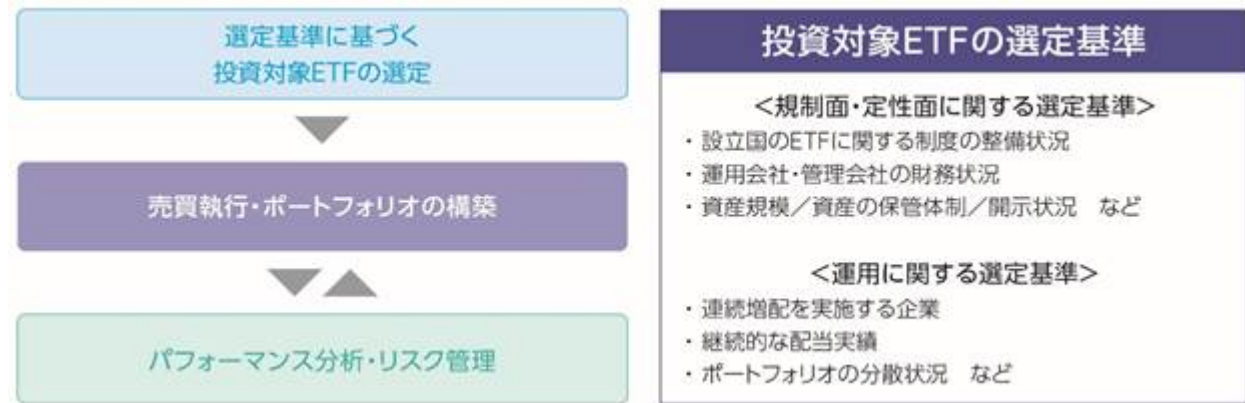 選定基準に基づく
投資対象ETFの選定
売買執行・ポートフォリオの構築
パフォーマンス分析・リスク管理
投資対象ETFの選定基準
＜規制面・定性面に関する選定基準＞
・設立国のETFに関する制度の整備状況
・運用会社・管理会社の財務状況
・資産規模／資産の保管体制／開示状況　など
＜運用に関する選定基準＞
・連続増配を実施する企業
・継続的な配当実績
・ポートフォリオの分散状況　など